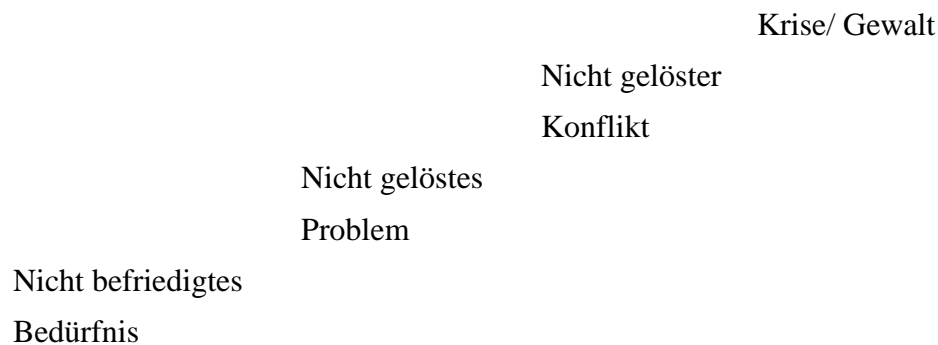 Krise/ Gewalt
Nicht gelöster
Konflikt
Nicht gelöstes
Problem
Nicht befriedigtes
Bedürfnis